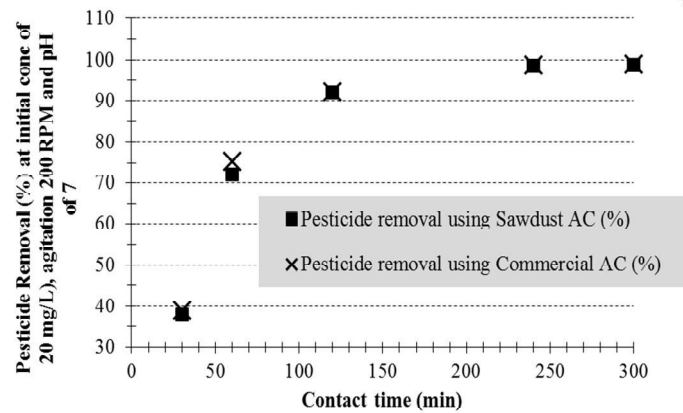 Pesticide Removal (%) at initial conc of
20 mg/L), agitation 200 RPM and pH
of 7
110
100
90
80
70
60
50
40
30
Pesticide removal using Sawdust AC (%)
Pesticide removal using Commercial AC (%)
0 50 100 150 200 250 300
Contact time (min)